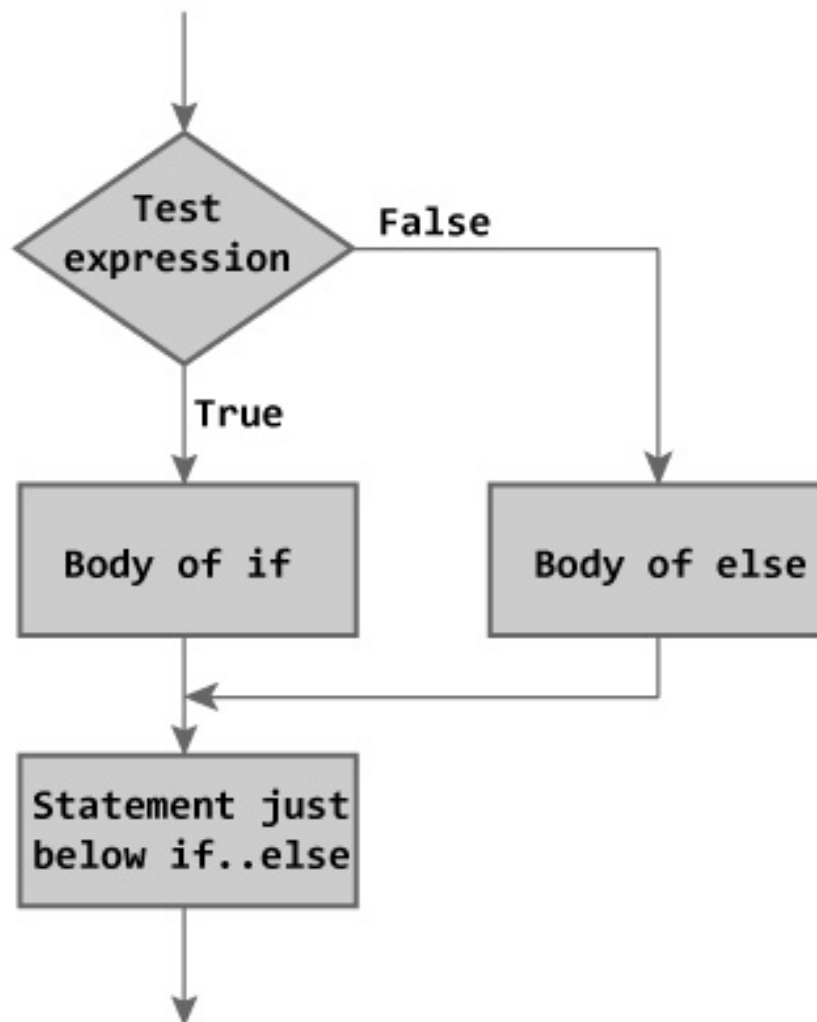 Test
expression
False
True
Body of if
Body of else
Statement just
below if..else